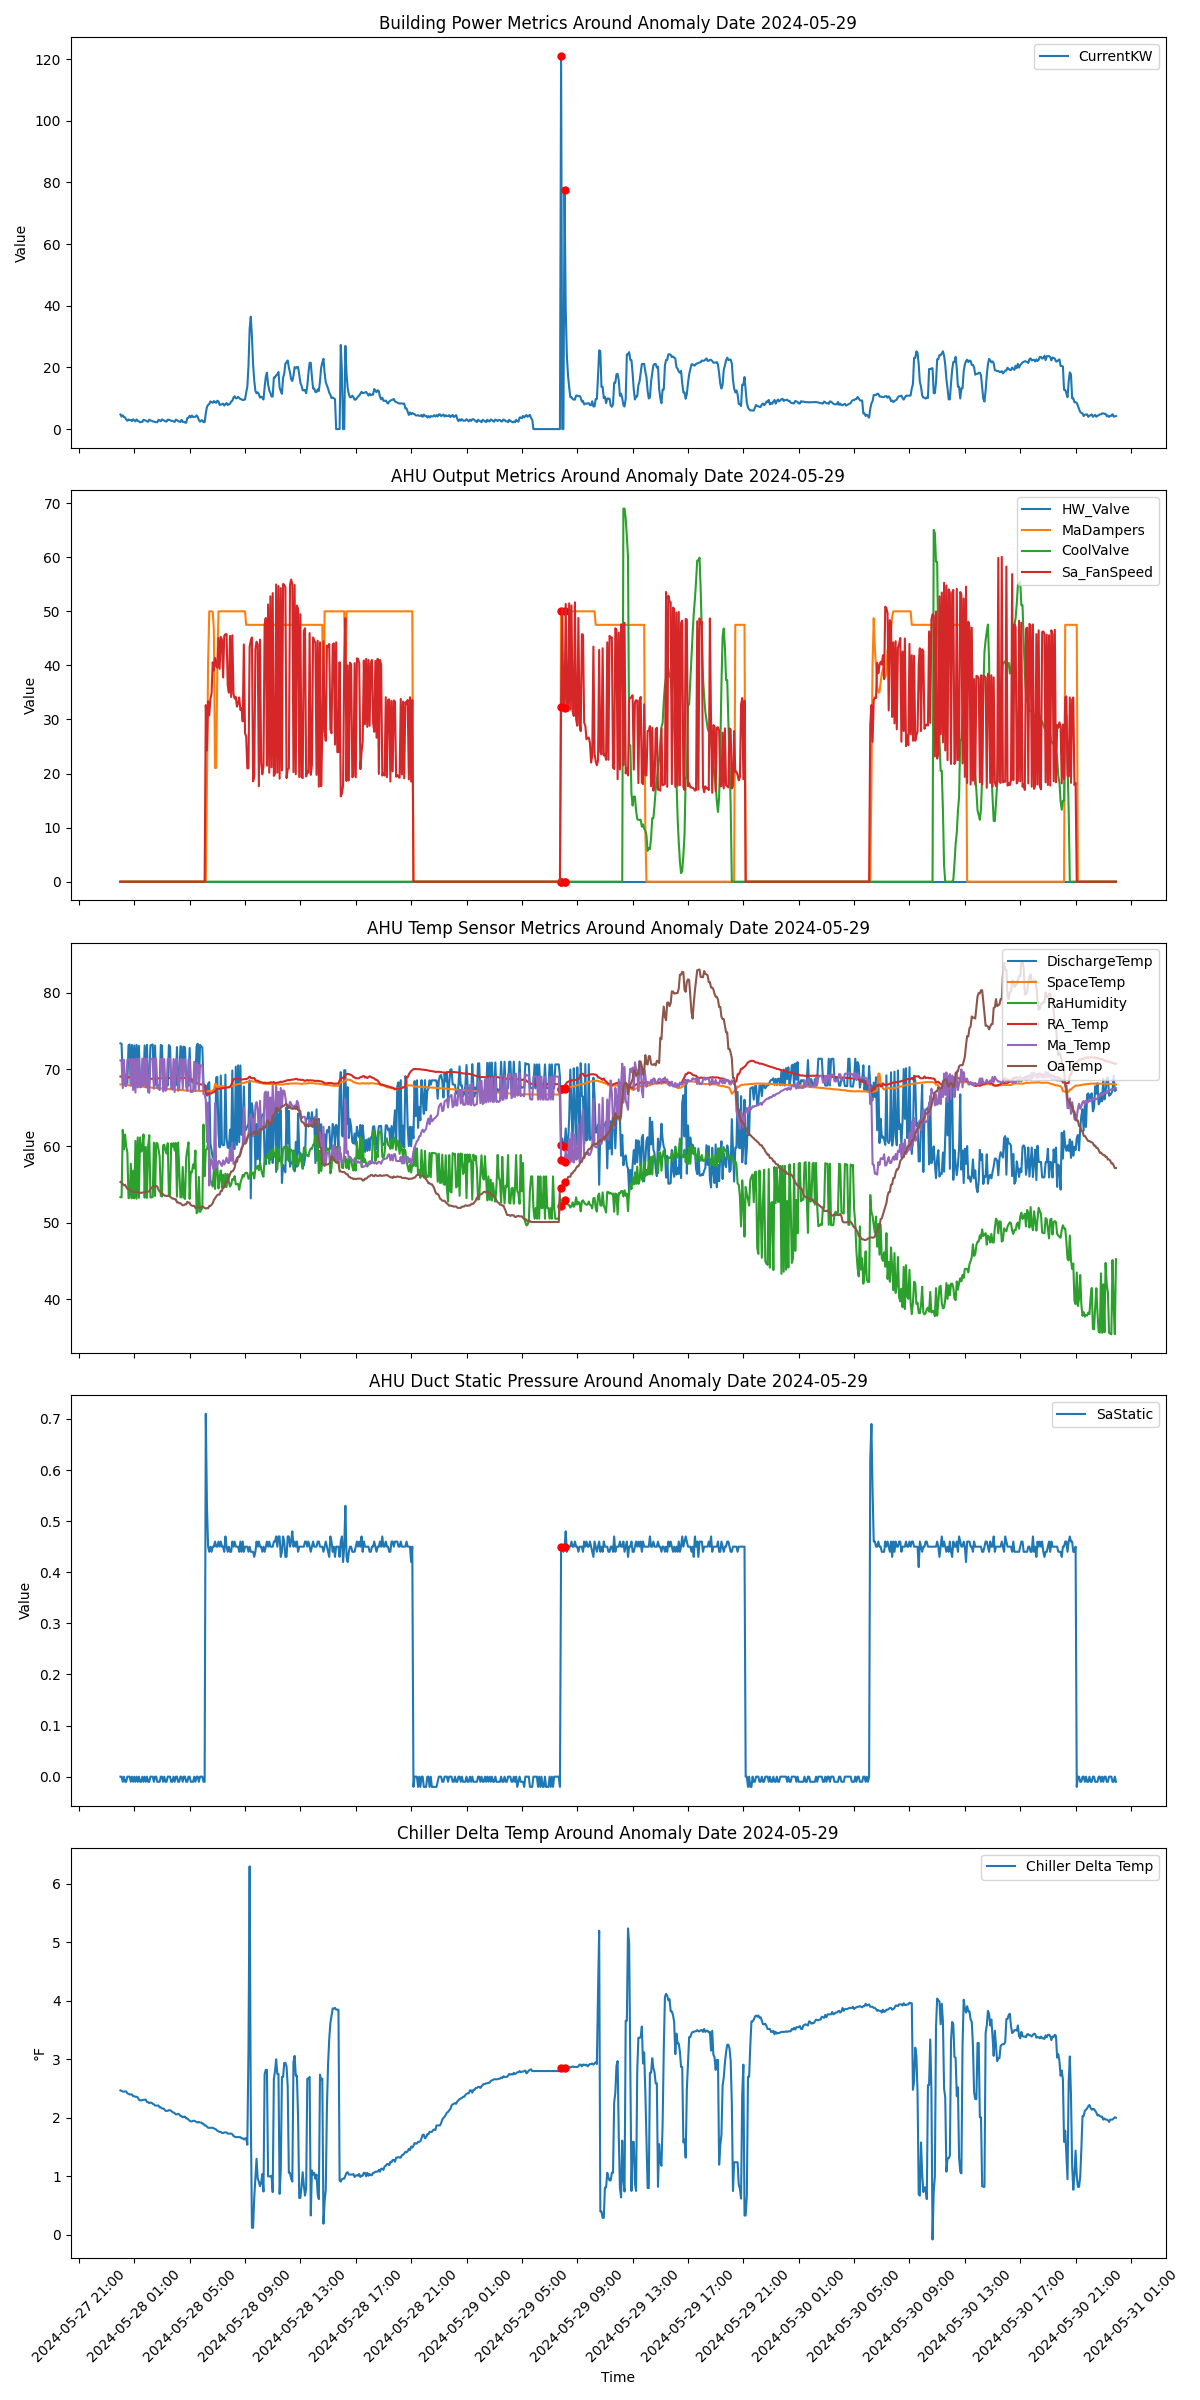 Building Power Metrics Around Anomaly Date 2024-05-29
CurrentKW
120
100
80
60
40
20
0
Value
AHU Output Metrics Around Anomaly Date 2024-05-29
HW_Valve
MaDampers
CoolValve
Sa_FanSpeed
70
60
50
40
30
20
10
0
Value
AHU Temp Sensor Metrics Around Anomaly Date 2024-05-29
DischargeTemp
SpaceTemp
RaHumidity
RA_Temp
Ma_Temp
OaTemp
80
70
60
50
40
Value
AHU Duct Static Pressure Around Anomaly Date 2024-05-29
SaStatic
0.7
0.6
0.5
0.4
0.3
0.2
0.1
0.0
Value
Chiller Delta Temp Around Anomaly Date 2024-05-29
Chiller Delta Temp
6
5
4
3
2
1
0
°F
2024-05-27 21:00
2024-05-28 01:00
2024-05-28 05:00
2024-05-28 09:00
2024-05-28 13:00
2024-05-28 17:00
2024-05-28 21:00
2024-05-29 01:00
2024-05-29 05:00
2024-05-29 09:00
2024-05-29 13:00
2024-05-29 17:00
2024-05-29 21:00
2024-05-30 01:00
2024-05-30 05:00
2024-05-30 09:00
2024-05-30 13:00
2024-05-30 17:00
2024-05-30 21:00
2024-05-31 01:00
Time